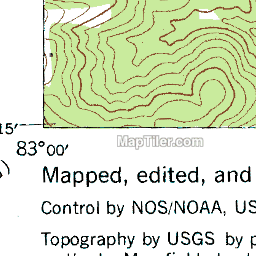 15'
MapTiler.com
83°00'
Mapped, edited, and
Control by NOS/NOAA, US
Topography by USGS by p